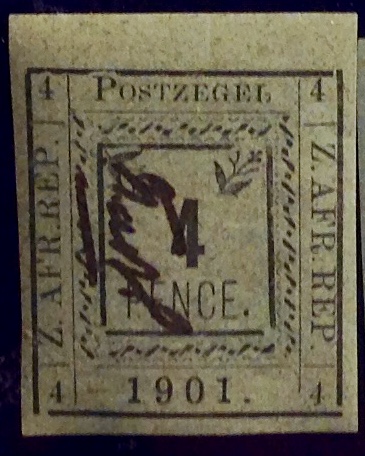 4 POSTZEGEL 4
Z. AFR. REP.
4
PENCE.
Z. AFR. REP.
4 1901. 4